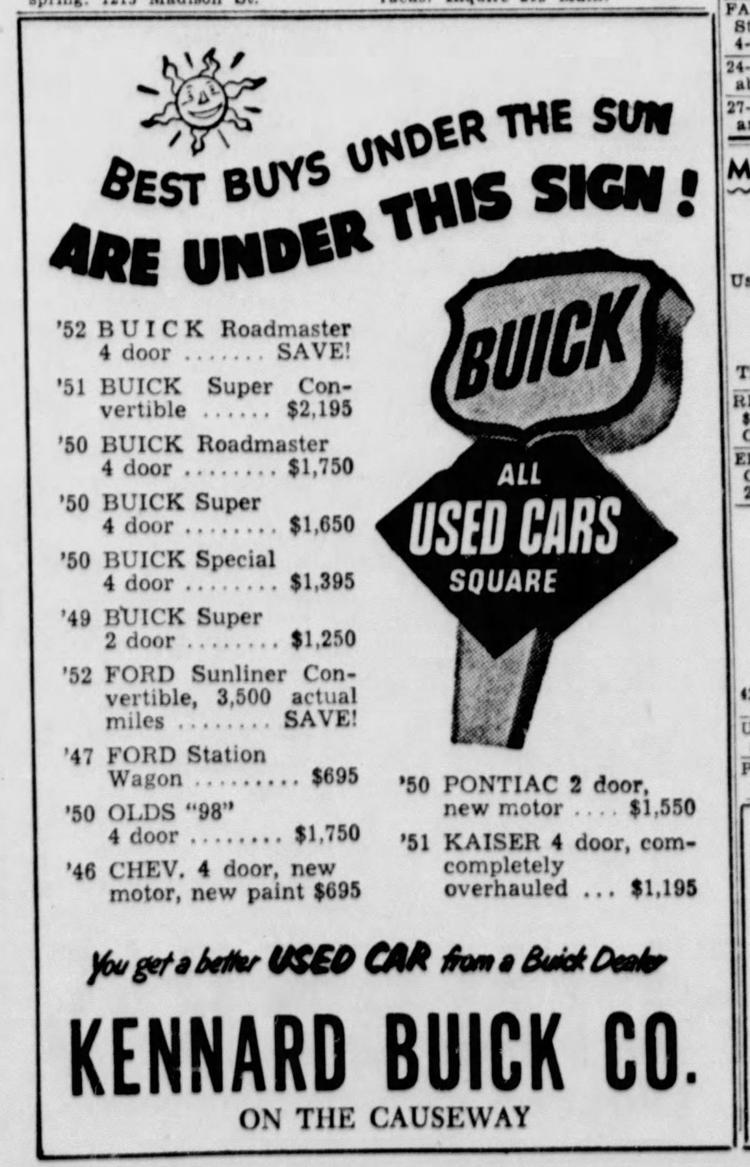 spring. 1215 Madison St.
BEST BUYS UNDER THE SUN
ARE UNDER THIS SIGN!
'52 BUICK Roadmaster
4 door ....... SAVE!
'51 BUICK Super Con-
vertible ...... $2,195
'50 BUICK Roadmaster
4 door ........ $1,750
'50 BUICK Super
4 door ........ $1,650
'50 BUICK Special
4 door ........ $1,395
'49 BUICK Super
2 door ........ $1,250
'52 FORD Sunliner Con-
vertible, 3,500 actual
miles ........ SAVE!
'47 FORD Station
Wagon ......... $695
'50 OLDS "98"
4 door ........ $1,750
'46 CHEV. 4 door, new
motor, new paint $695
BUICK
ALL
USED CARS
SQUARE
'50 PONTIAC 2 door,
new motor .... $1,550
'51 KAISER 4 door, com-
completely
overhauled ... $1,195
You get a better USED CAR from a Buick Dealer
KENNARD BUICK CO.
ON THE CAUSEWAY